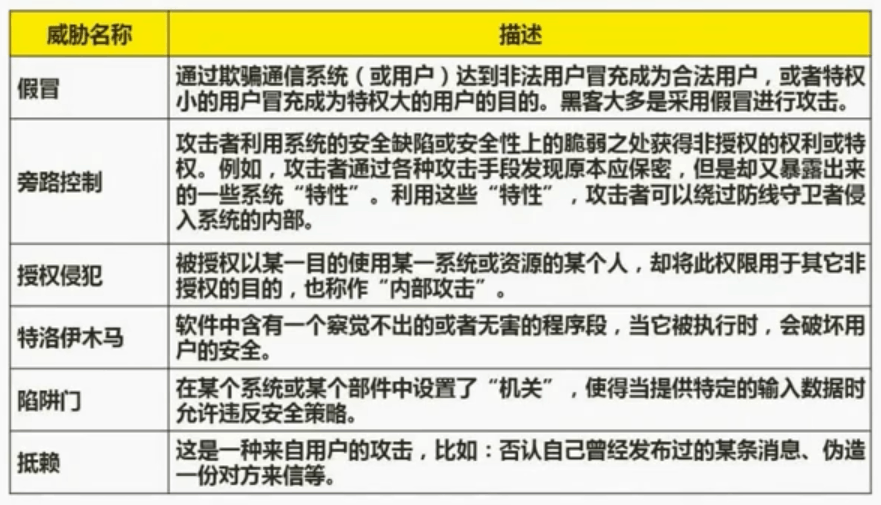 威胁名称
描述
假冒
通过欺骗通信系统（或用户）达到非法用户冒充成为合法用户，或者特权
小的用户冒充成为特权大的用户的目的。黑客大多是采用假冒进行攻击。
旁路控制
攻击者利用系统的安全缺陷或安全性上的脆弱之处获得非授权的权利或特
权。例如，攻击者通过各种攻击手段发现原本应保密，但是却又暴露出来
的一些系统“特性”。利用这些“特性”，攻击者可以绕过防线守卫者侵
入系统的内部。
授权侵犯
被授权以某一目的使用某一系统或资源的某个人，却将此权限用于其它非
授权的目的，也称作“内部攻击”。
特洛伊木马
软件中含有一个察觉不出的或者无害的程序段，当它被执行时，会破坏用
户的安全。
陷阱门
在某个系统或某个部件中设置了“机关”，使得当提供特定的输入数据时
允许违反安全策略。
抵赖
这是一种来自用户的攻击，比如：否认自己曾经发布过的某条消息、伪造
一份对方来信等。